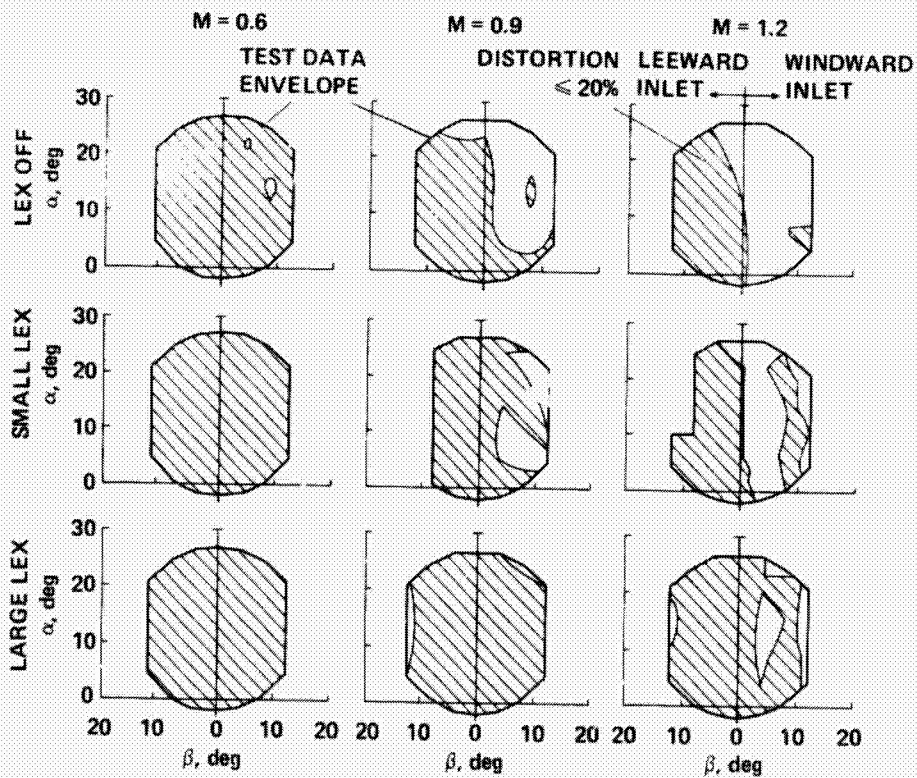 M = 0.6
M = 0.9
M = 1.2
TEST DATA
ENVELOPE
DISTORTION
≤ 20%
LEEWARD
INLET
WINDWARD
INLET
LEX OFF
α, deg
30
20
10
0
SMALL LEX
α, deg
30
20
10
0
LARGE LEX
α, deg
30
20
10
0
20 10 0 10 20
β, deg
20 10 0 10 20
β, deg
20 10 0 10 20
β, deg